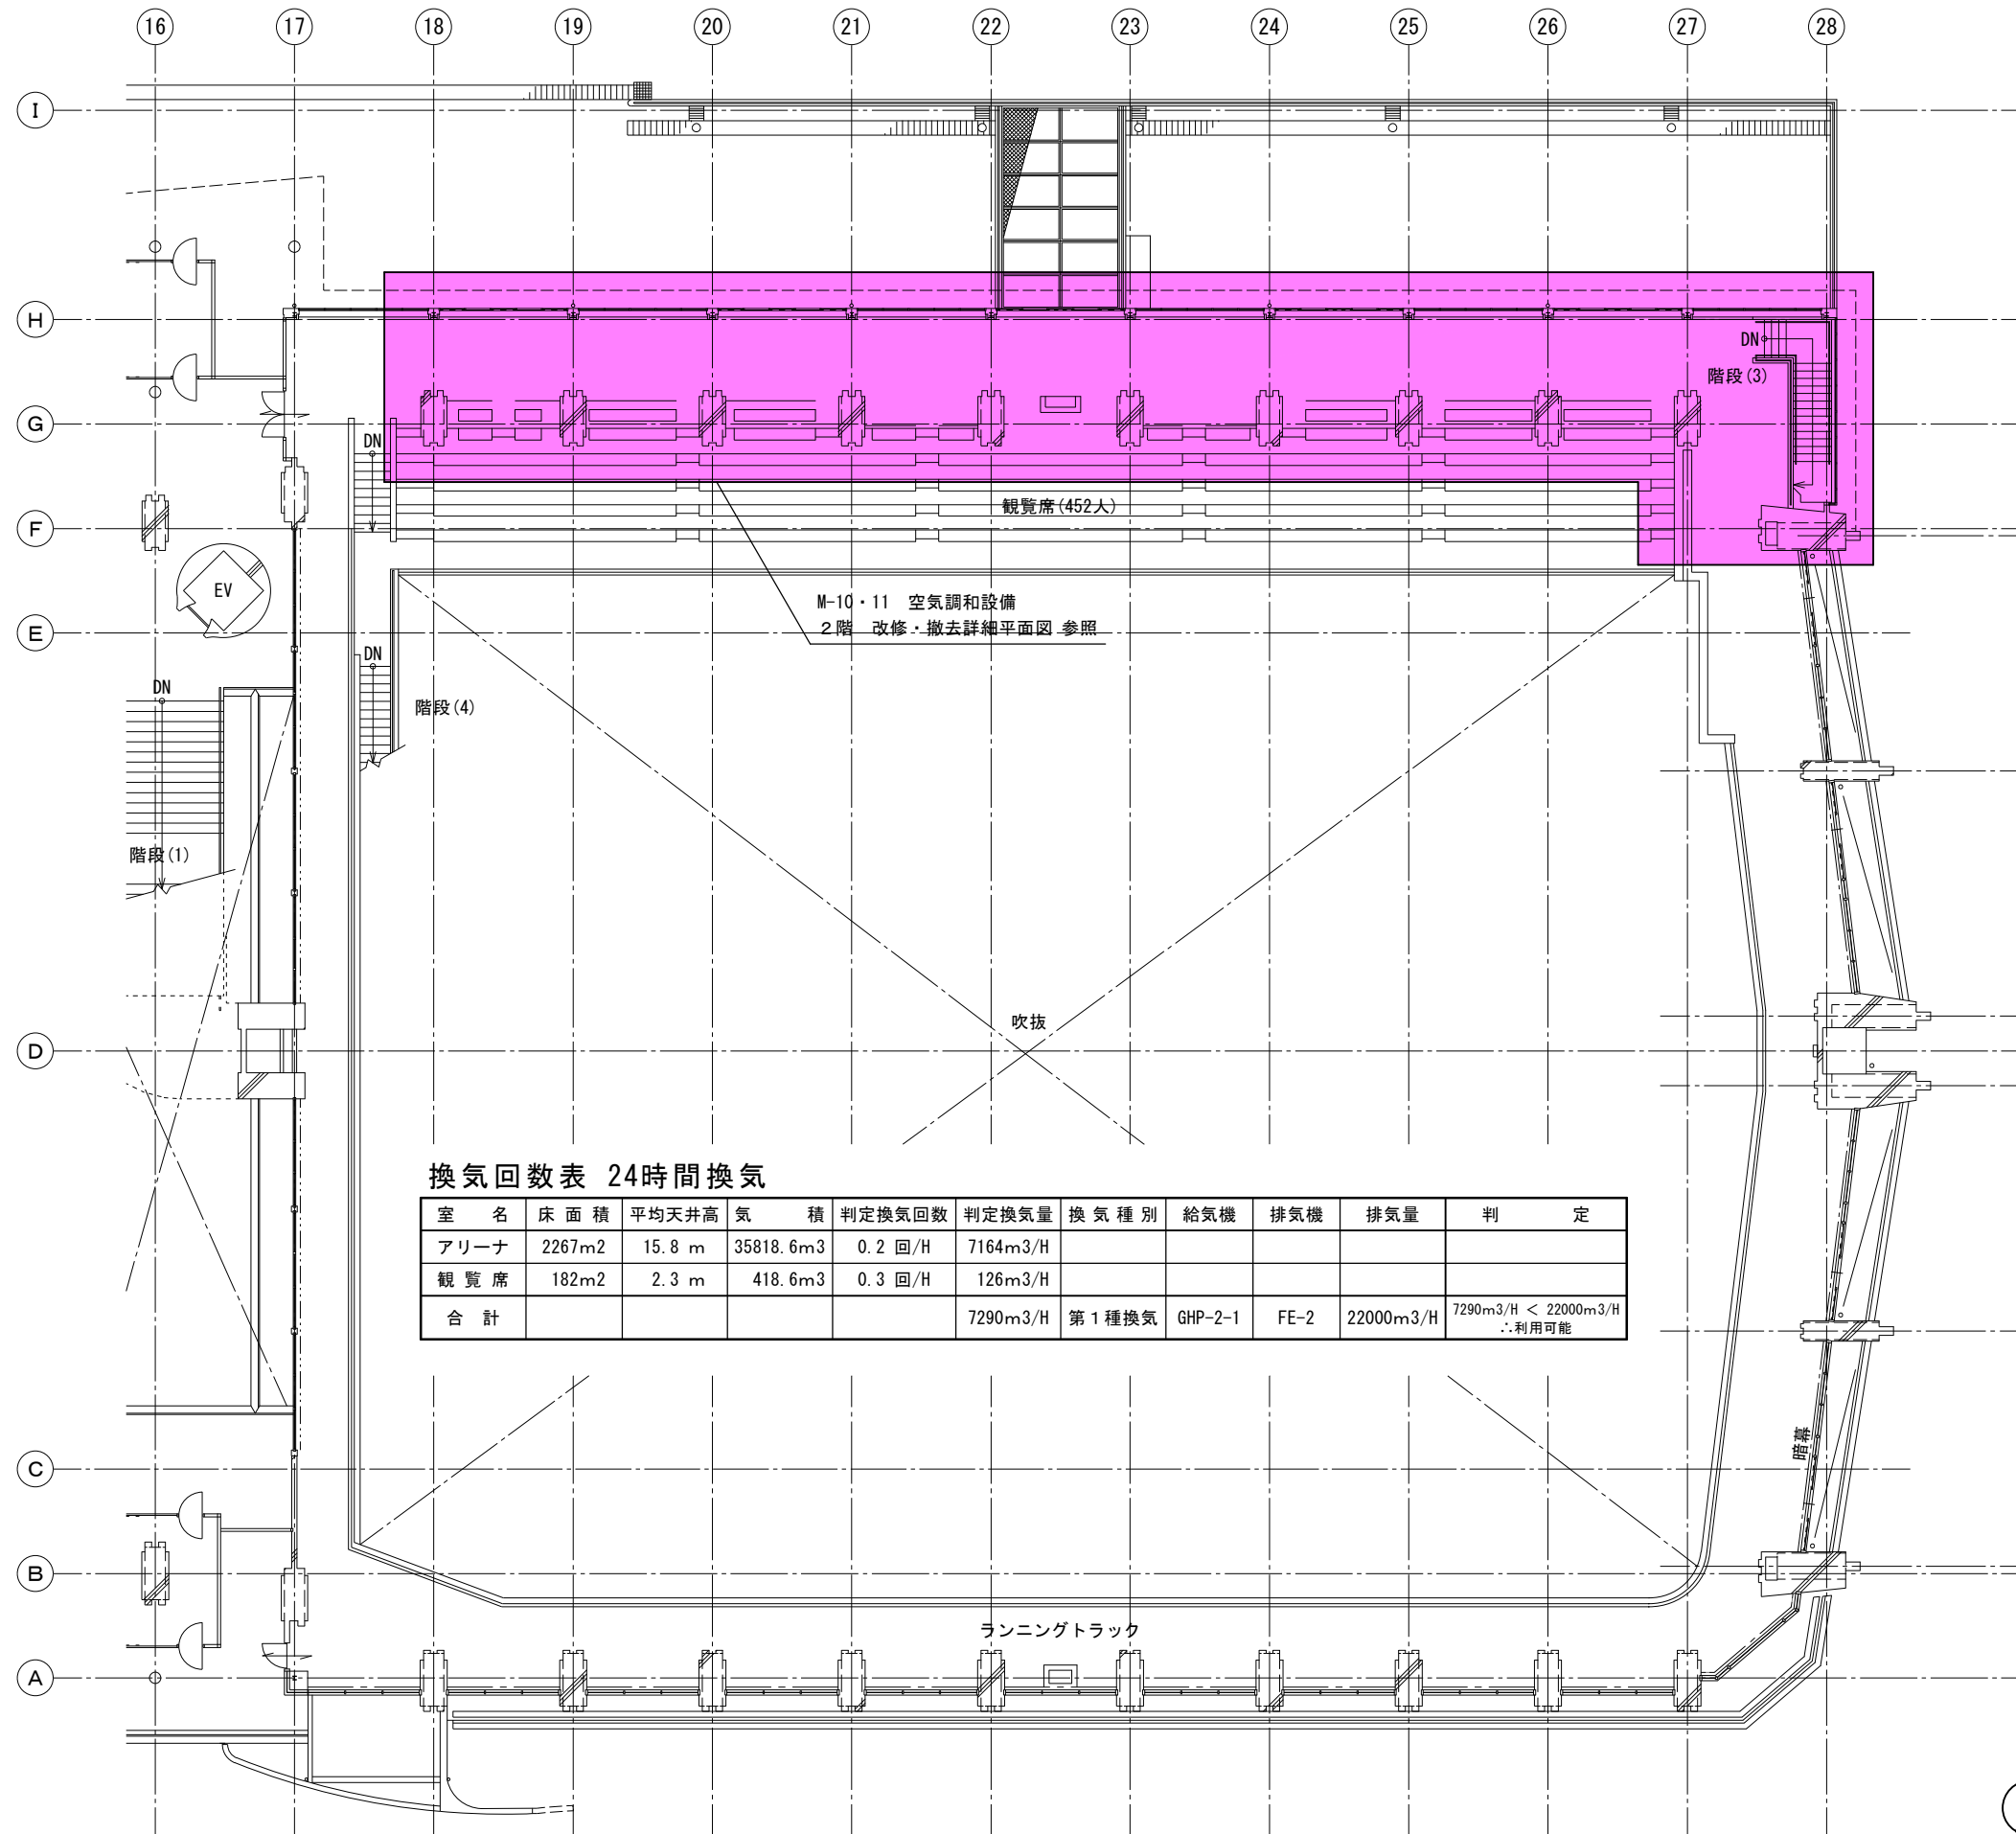 16 17 18 19 20 21 22 23 24 25 26 27 28
I
H
DN
階段(3)
G
DN
観覧席(452人)
F
EV
M-10・11 空気調和設備
2階 改修・撤去詳細平面図 参照
E
DN
DN
階段(4)
階段(1)
吹抜
D
換気回数表 24時間換気
室名 床面積 平均天井高 気積 判定換気回数 判定換気量 換気種別 給気機 排気機 排気量 判定
アリーナ 2267m2 15.8 m 35818.6m3 0.2 回/H 7164m3/H
観覧席 182m2 2.3 m 418.6m3 0.3 回/H 126m3/H
合計 7290m3/H 第1種換気 GHP-2-1 FE-2 22000m3/H 7290m3/H < 22000m3/H
∴利用可能
暗幕
C
B
ランニングトラック
A